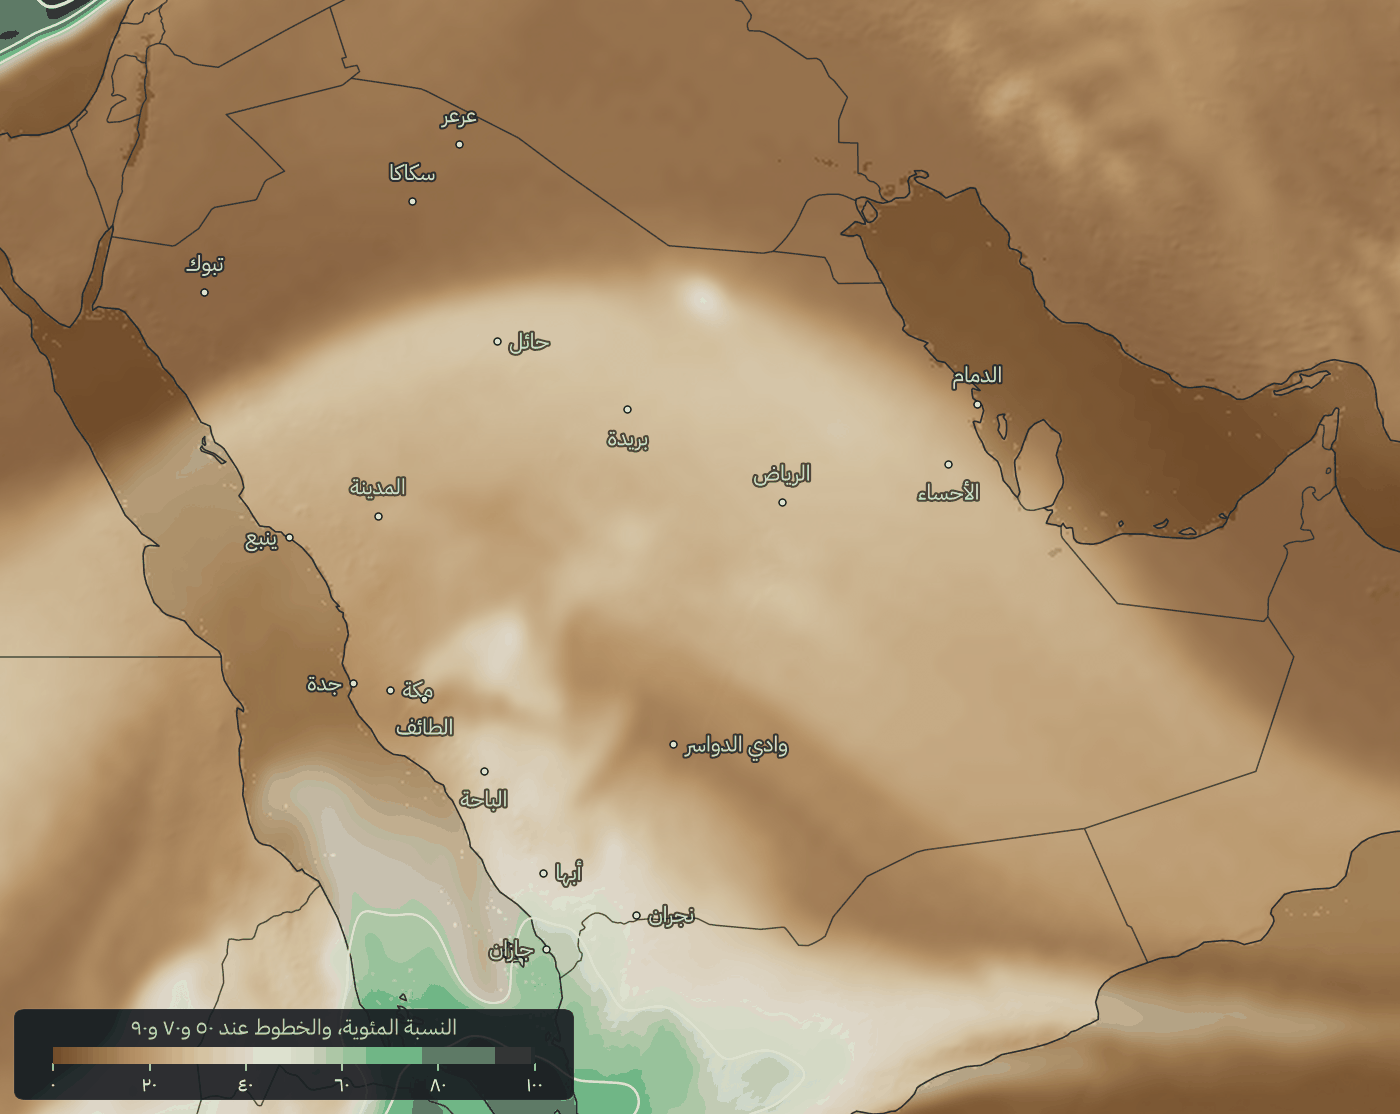 عرعر
سكاكا
تبوك
حائل
الدمام
بريدة
الرياض
الأحساء
المدينة
ينبع
جدة
مكة
الطائف
وادي الدواسر
الباحة
أبها
نجران
جازان
النسبة المئوية، والخطوط عند ٥٠ و٧٠ و٩٠
٠ ٢٠ ٤٠ ٦٠ ٨٠ ١٠٠